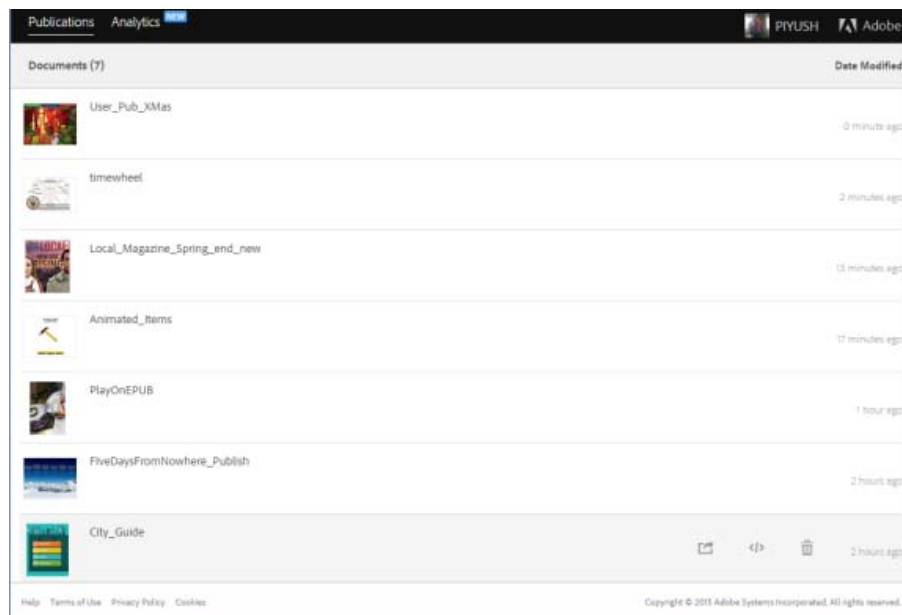 Publications Analytics NEW PIYUSH Adobe
Documents (7) Date Modified
User_Pub_XMas
0 minute ago
timewheel
2 minutes ago
Local_Magazine_Spring_end_new
13 minutes ago
Animated_Items
17 minutes ago
PlayOnEPUB
1 hour ago
FiveDaysFromNowhere_Publish
2 hours ago
City_Guide
</> 2 hours ago
Help Terms of Use Privacy Policy Cookies Copyright © 2015 Adobe Systems Incorporated. All rights reserved.